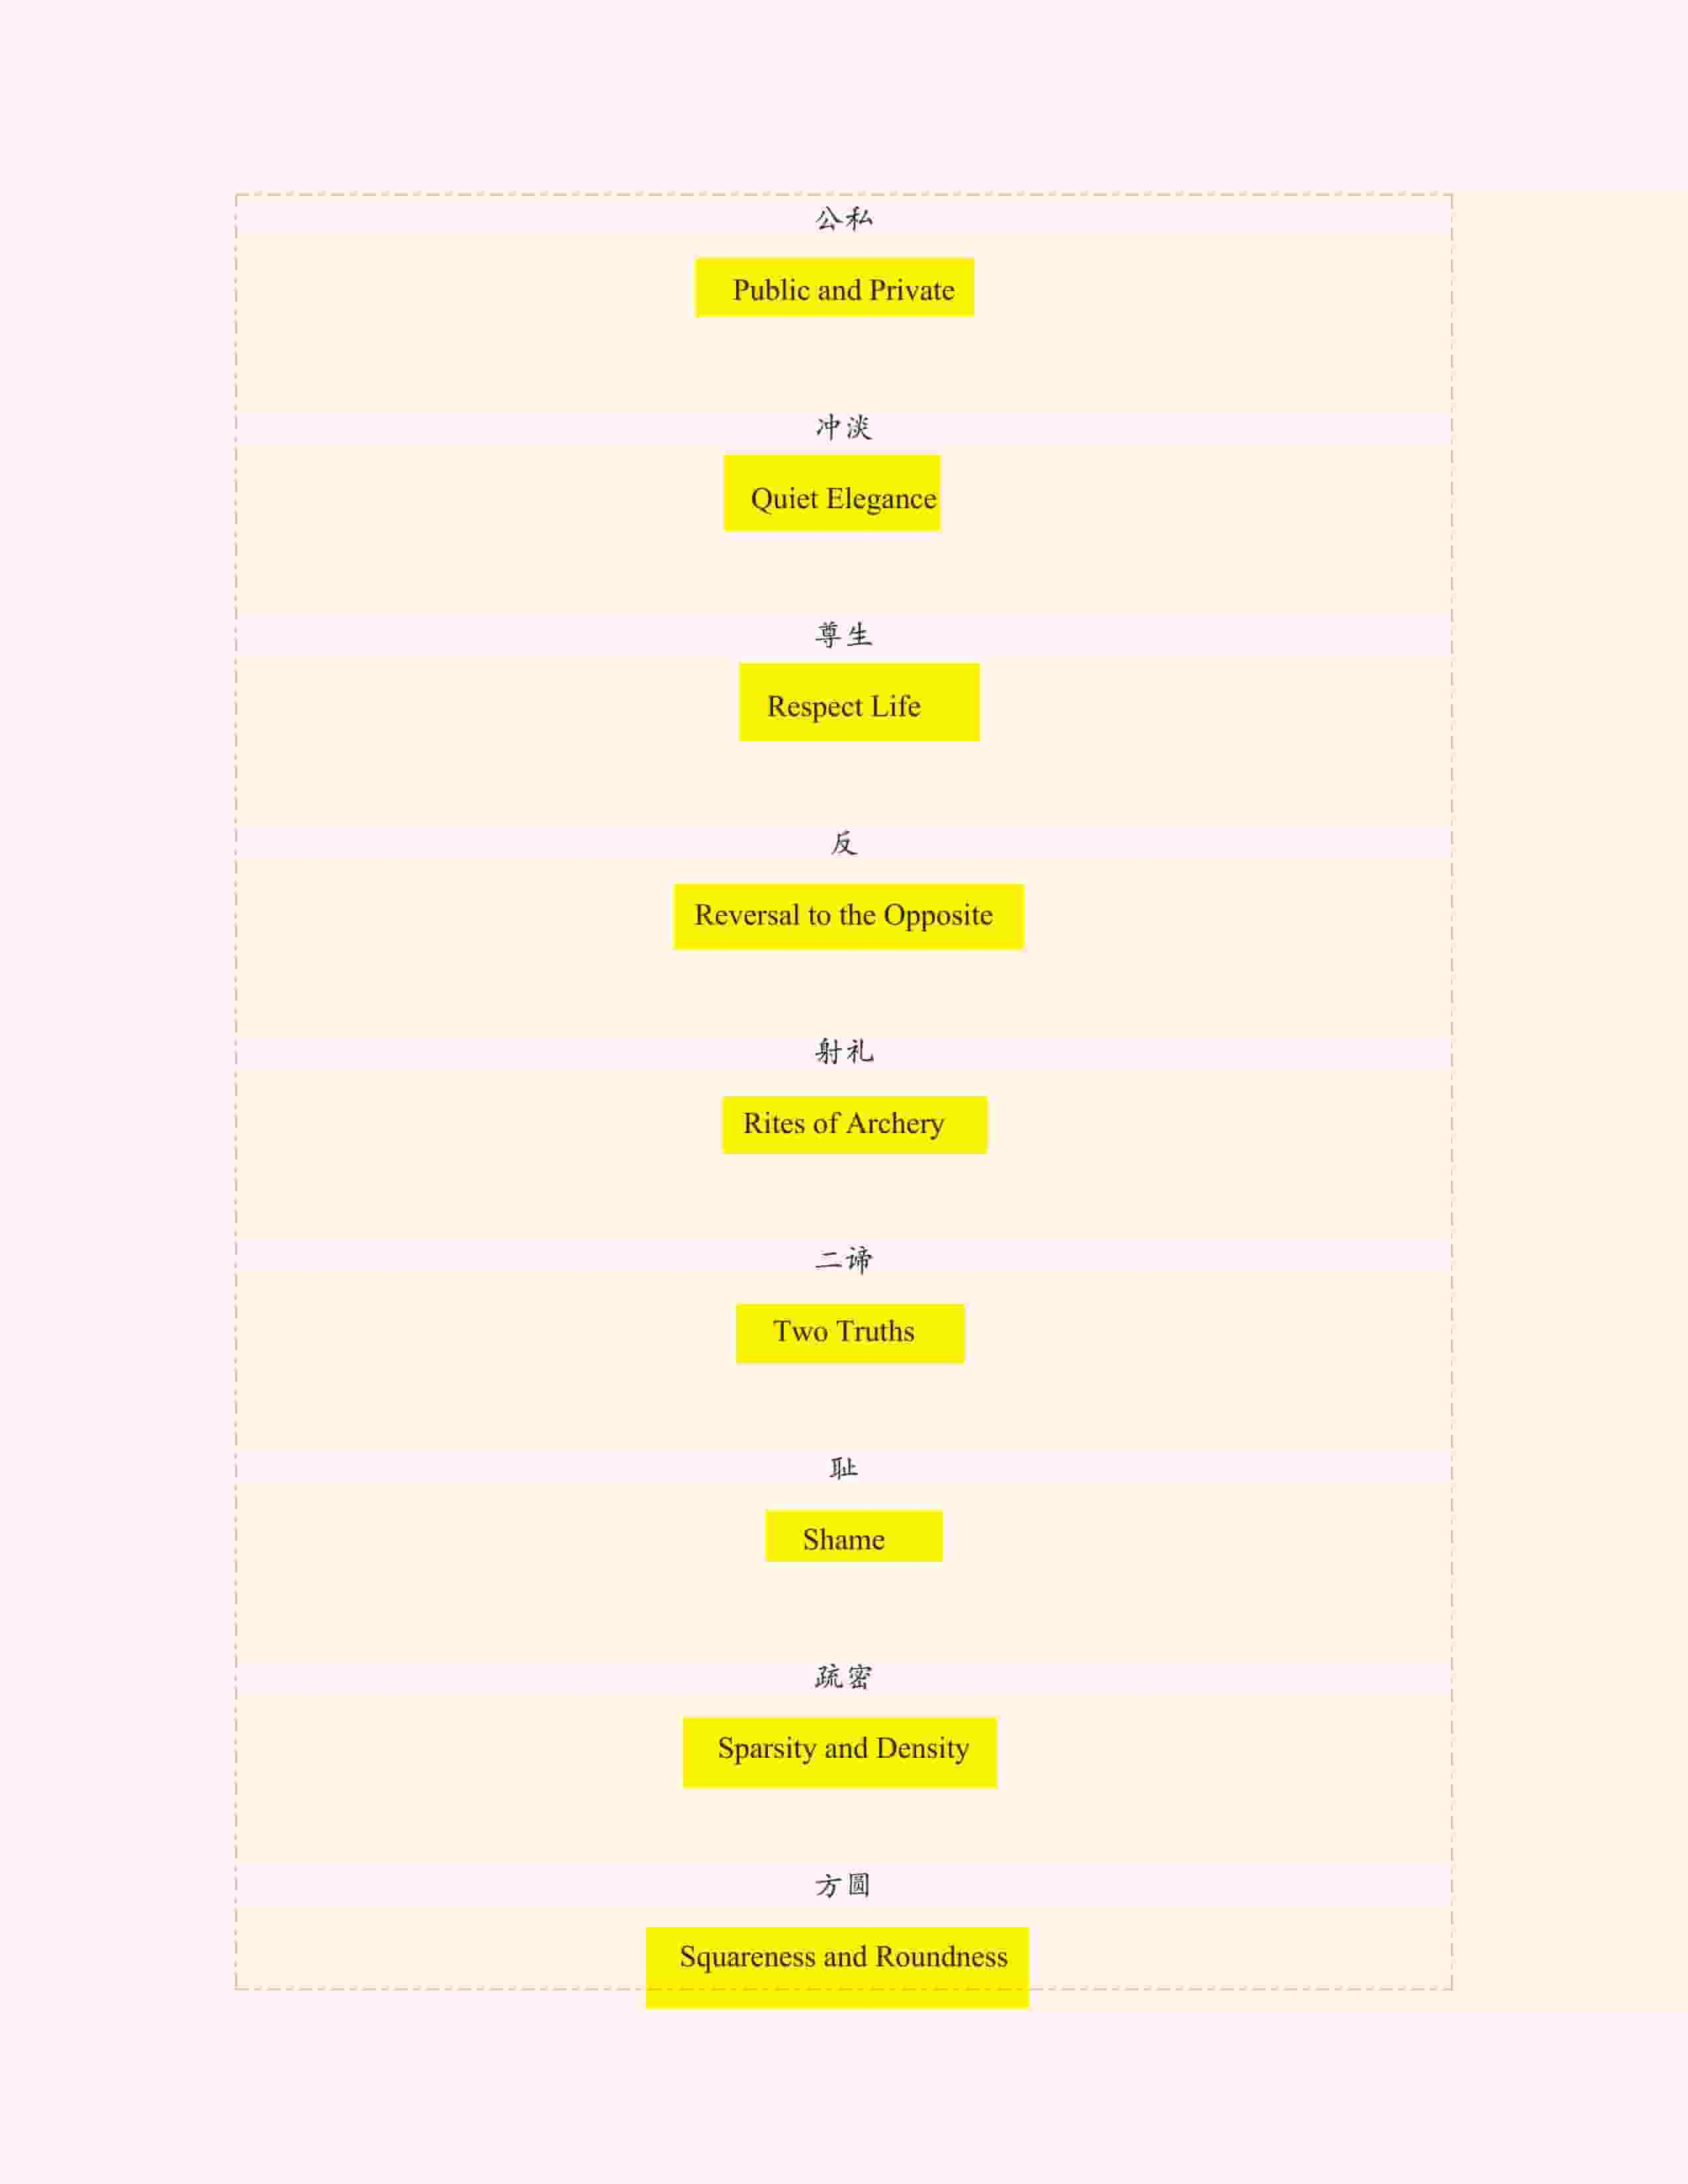 公私
Public and Private
冲淡
Quiet Elegance
尊生
Respect Life
反
Reversal to the Opposite
射礼
Rites of Archery
二谛
Two Truths
耻
Shame
疏密
Sparsity and Density
方圆
Squareness and Roundness